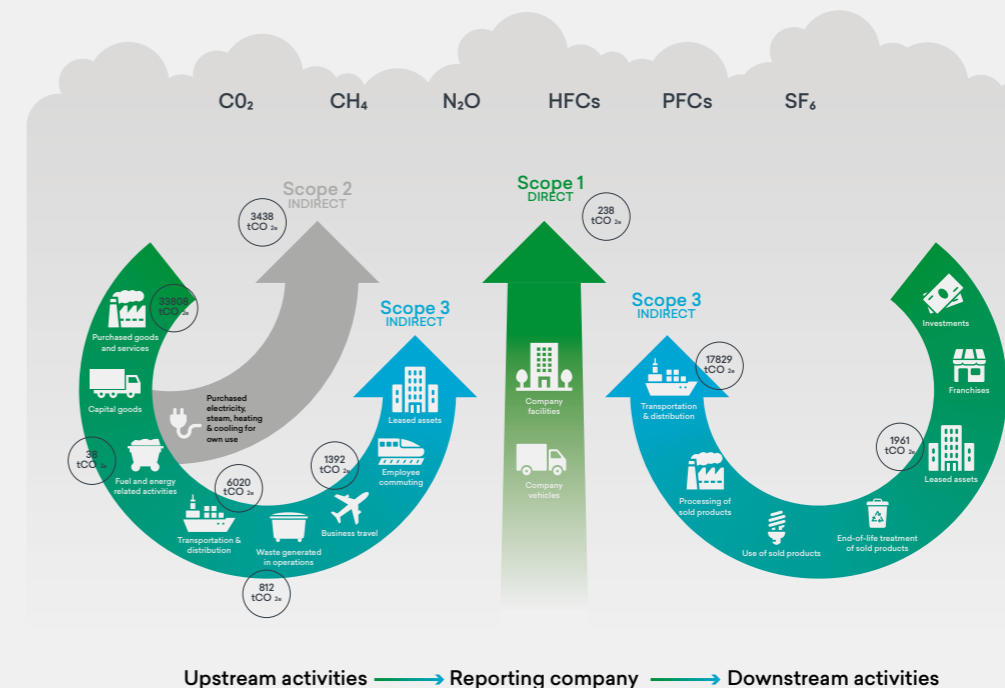 C0₂ CH₄ N₂O HFCs PFCs SF₆
Scope 2
INDIRECT
3438
tCO 2e
Scope 1
DIRECT
238
tCO 2e
33808
tCO 2e
Purchased goods
and services
Capital goods
Purchased
electricity,
steam, heating
& cooling for
own use
38
tCO 2e
Fuel and energy
related activities
6020
tCO 2e
Transportation &
distribution
812
tCO 2e
Waste generated
in operations
1392
tCO 2e
Business travel
Employee
commuting
Leased assets
Scope 3
INDIRECT
Company
facilities
Company
vehicles
Scope 3
INDIRECT
17829
tCO 2e
Transportation
& distribution
Processing of
sold products
Use of sold products
End-of-life treatment
of sold products
1961
tCO 2e
Leased assets
Franchises
Investments
Upstream activities Reporting company Downstream activities